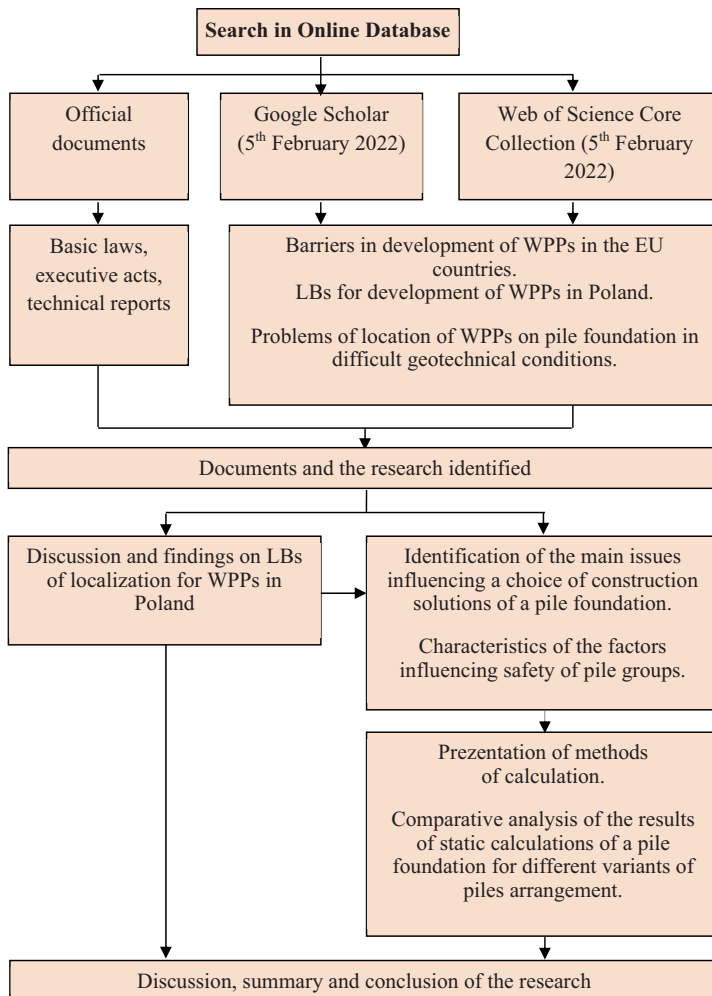 Search in Online Database
Official
documents
Google Scholar
(5th February 2022)
Web of Science Core
Collection (5th February
2022)
Basic laws,
executive acts,
technical reports
Barriers in development of WPPs in the EU
countries.
LBs for development of WPPs in Poland.
Problems of location of WPPs on pile foundation in
difficult geotechnical conditions.
Documents and the research identified
Discussion and findings on LBs
of localization for WPPs in
Poland
Identification of the main issues
influencing a choice of construction
solutions of a pile foundation.
Characteristics of the factors
influencing safety of pile groups.
Prezentation of methods
of calculation.
Comparative analysis of the results
of static calculations of a pile
foundation for different variants of
piles arrangement.
Discussion, summary and conclusion of the research